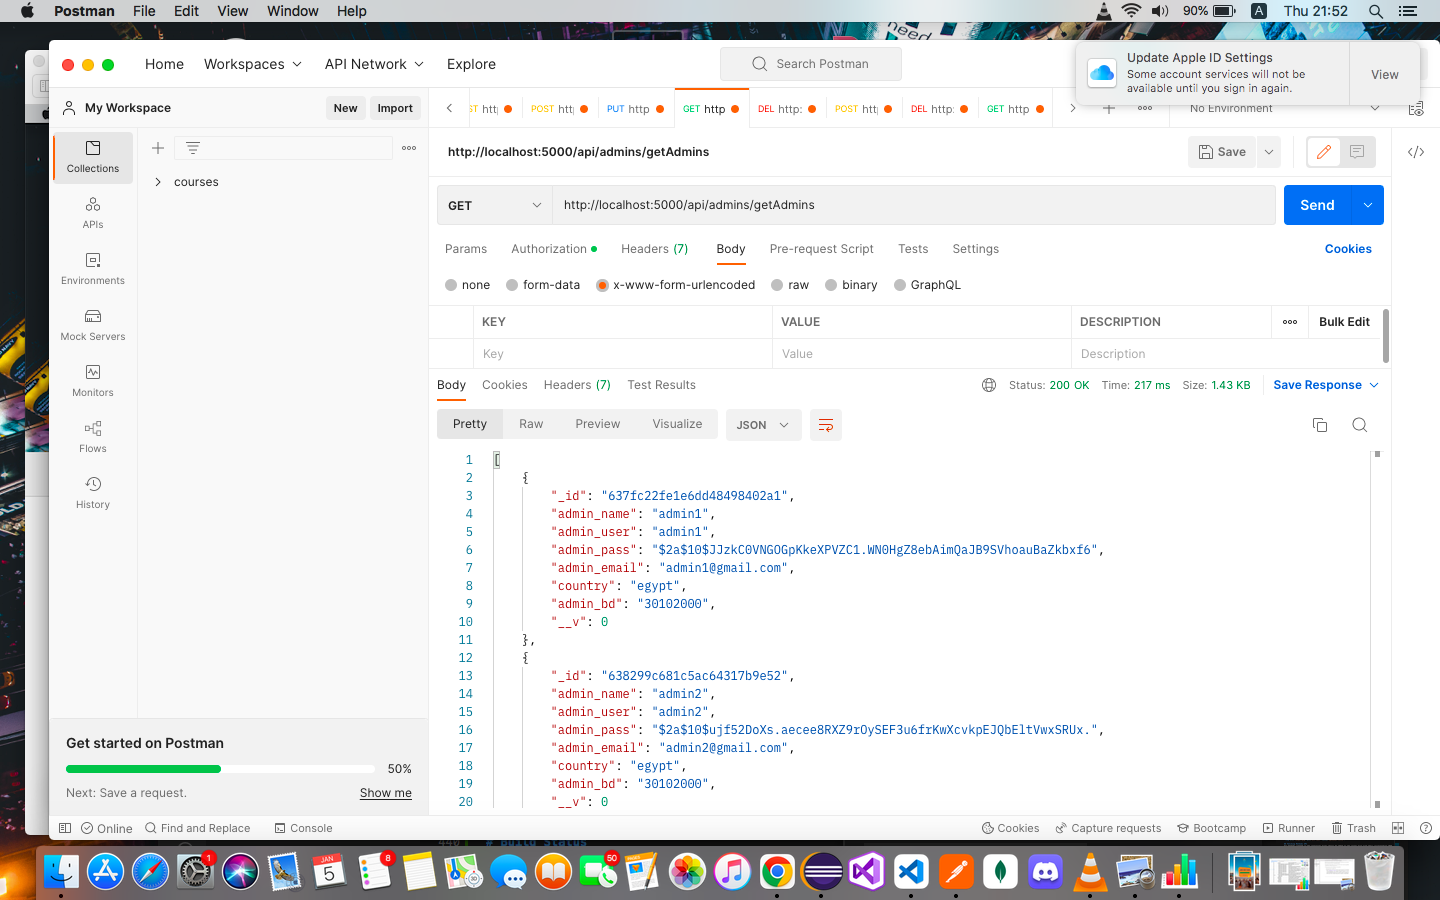 Postman File Edit View Window Help 90% A Thu 21:52
need
Home Workspaces API Network Explore Search Postman
Update Apple ID Settings
Some account services will not be
available until you sign in again.
View
My Workspace New Import
ST htt POST htt PUT http GET http DEL http: POST htt DEL http: GET http No Environment
Collections
APIs
Environments
Mock Servers
Monitors
Flows
History
courses
http://localhost:5000/api/admins/getAdmins Save
GET http://localhost:5000/api/admins/getAdmins Send
Params Authorization Headers (7) Body Pre-request Script Tests Settings Cookies
none form-data x-www-form-urlencoded raw binary GraphQL
KEY VALUE DESCRIPTION Bulk Edit
Key Value Description
Body Cookies Headers (7) Test Results Status: 200 OK Time: 217 ms Size: 1.43 KB Save Response
Pretty Raw Preview Visualize JSON
1 [
2 {
3 "_id": "637fc22fe1e6dd48498402a1",
4 "admin_name": "admin1",
5 "admin_user": "admin1",
6 "admin_pass": "$2a$10$JJzkC0VNGOGpKkeXPVZC1.WN0HgZ8ebAimQaJB9SVhoauBaZkbxf6",
7 "admin_email": "admin1@gmail.com",
8 "country": "egypt",
9 "admin_bd": "30102000",
10 "__v": 0
11 },
12 {
13 "_id": "638299c681c5ac64317b9e52",
14 "admin_name": "admin2",
15 "admin_user": "admin2",
16 "admin_pass": "$2a$10$ujf52DoXs.aecee8RXZ9rOySEF3u6frKwXcvkpEJQbEltVwxSRUx.",
17 "admin_email": "admin2@gmail.com",
18 "country": "egypt",
19 "admin_bd": "30102000",
20 "__v": 0
Get started on Postman
50%
Next: Save a request. Show me
Online Find and Replace Console Cookies Capture requests Bootcamp Runner Trash
440 # Build Status
1 JAN 5 8 50